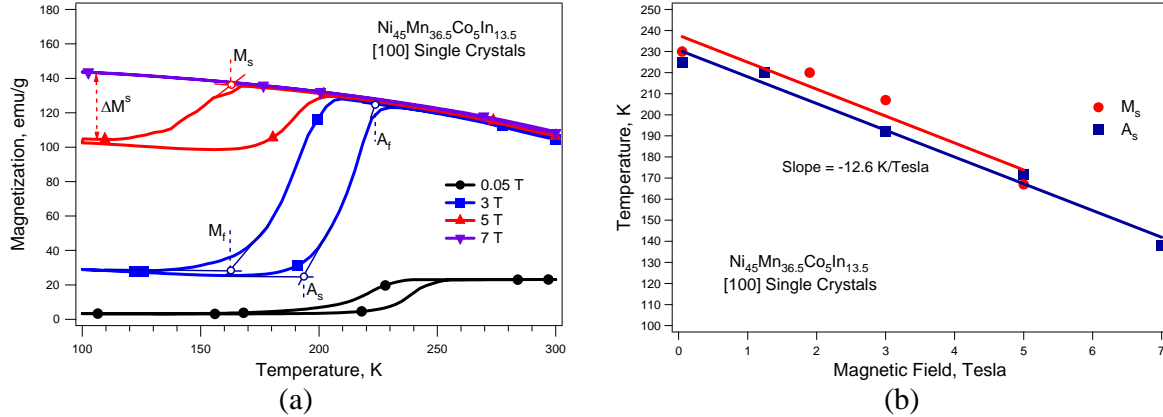 Ni45Mn36.5Co5In13.5
[100] Single Crystals
Magnetization, emu/g
180
160
140
120
100
80
60
40
20
0
100
150
200
250
300
Temperature, K
Ms
ΔMs
Af
Mf
As
0.05 T
3 T
5 T
7 T
(a)
Temperature, K
250
240
230
220
210
200
190
180
170
160
150
140
130
120
110
100
0
1
2
3
4
5
6
7
Magnetic Field, Tesla
Ms
As
Slope = -12.6 K/Tesla
Ni45Mn36.5Co5In13.5
[100] Single Crystals
(b)